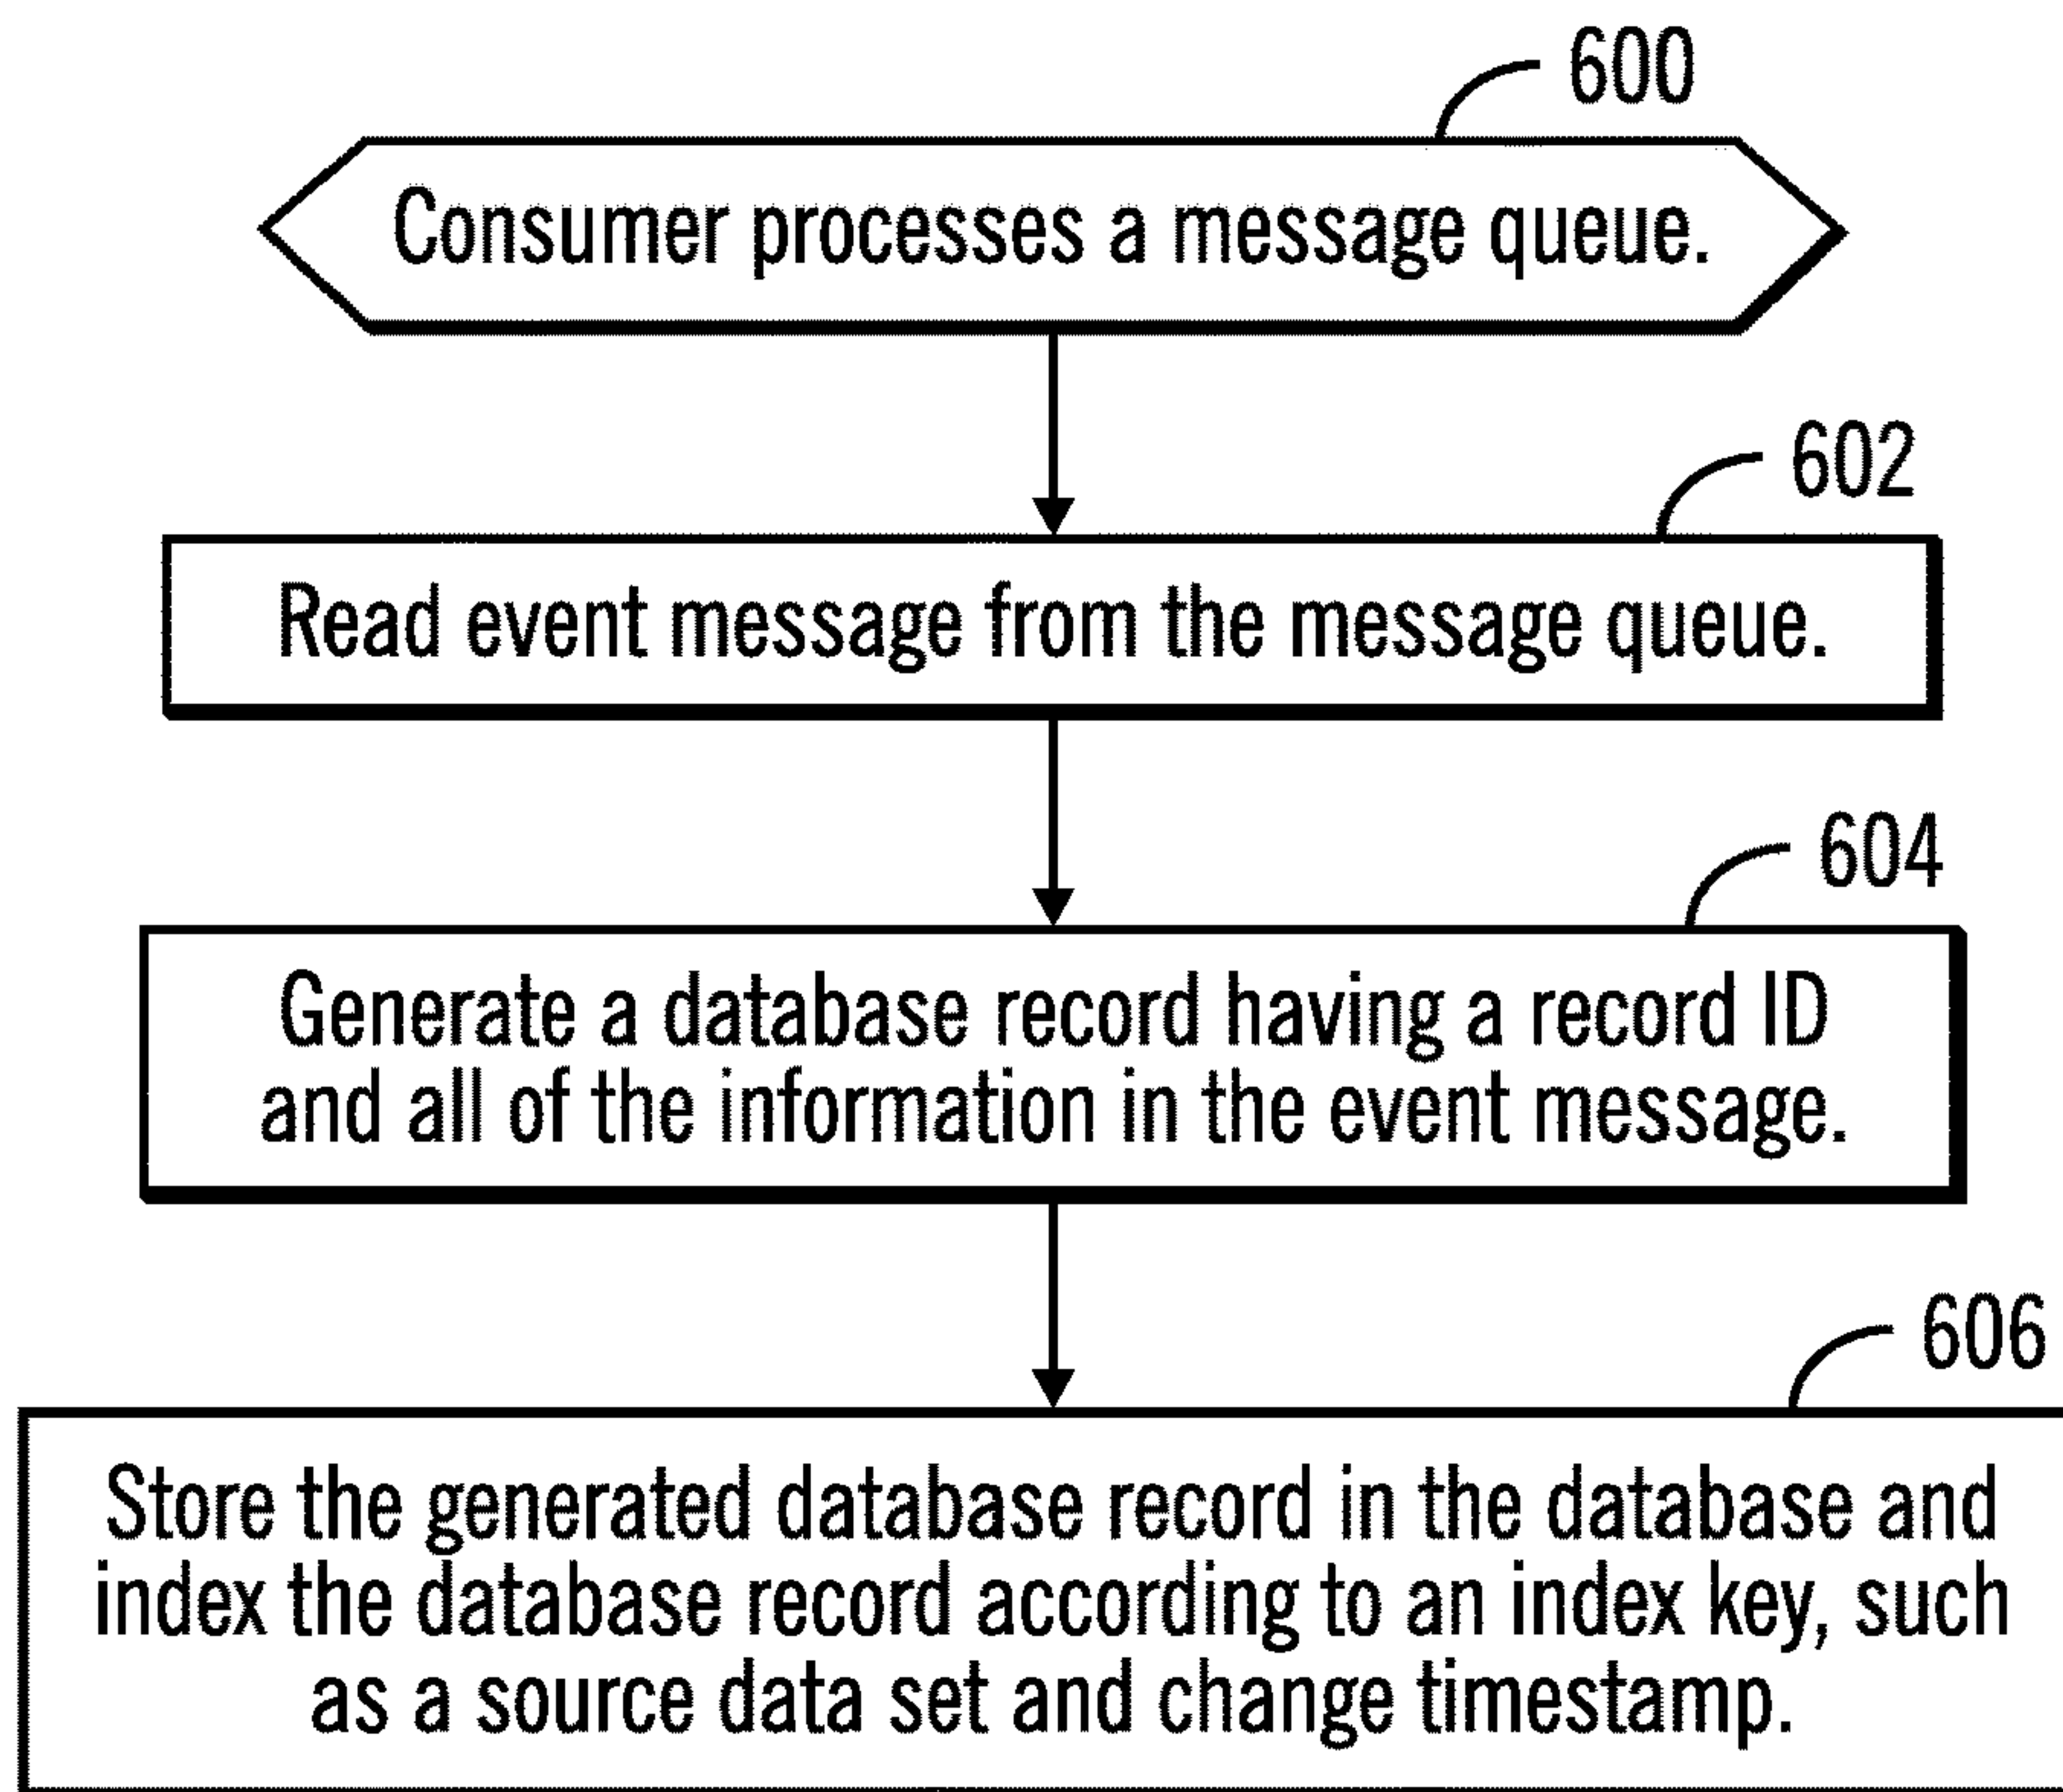 600
Consumer processes a message queue.
602
Read event message from the message queue.
604
Generate a database record having a record ID
and all of the information in the event message.
606
Store the generated database record in the database and
index the database record according to an index key, such
as a source data set and change timestamp.